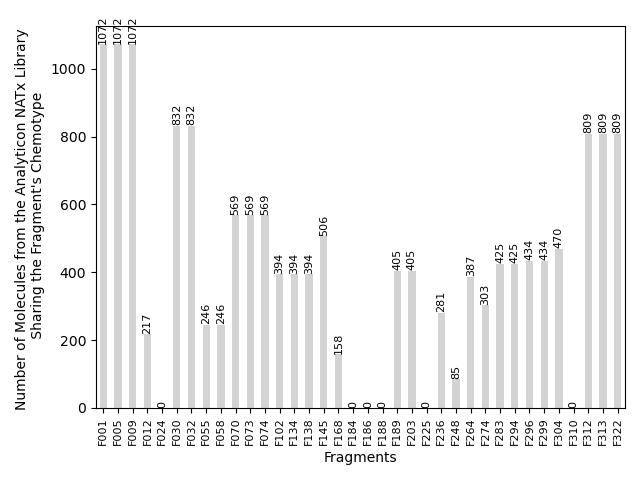 Number of Molecules from the Analyticon NATx Library
Sharing the Fragment's Chemotype
1000
800
600
400
200
0
1072
1072
1072
217
0
832
832
246
246
569
569
569
394
394
394
506
158
0
0
0
405
405
0
281
85
387
303
425
425
434
434
470
0
809
809
809
F001
F005
F009
F012
F024
F030
F032
F055
F058
F070
F073
F074
F102
F134
F138
F145
F168
F184
F186
F188
F189
F203
F225
F236
F248
F264
F274
F283
F294
F296
F299
F304
F310
F312
F313
F322
Fragments